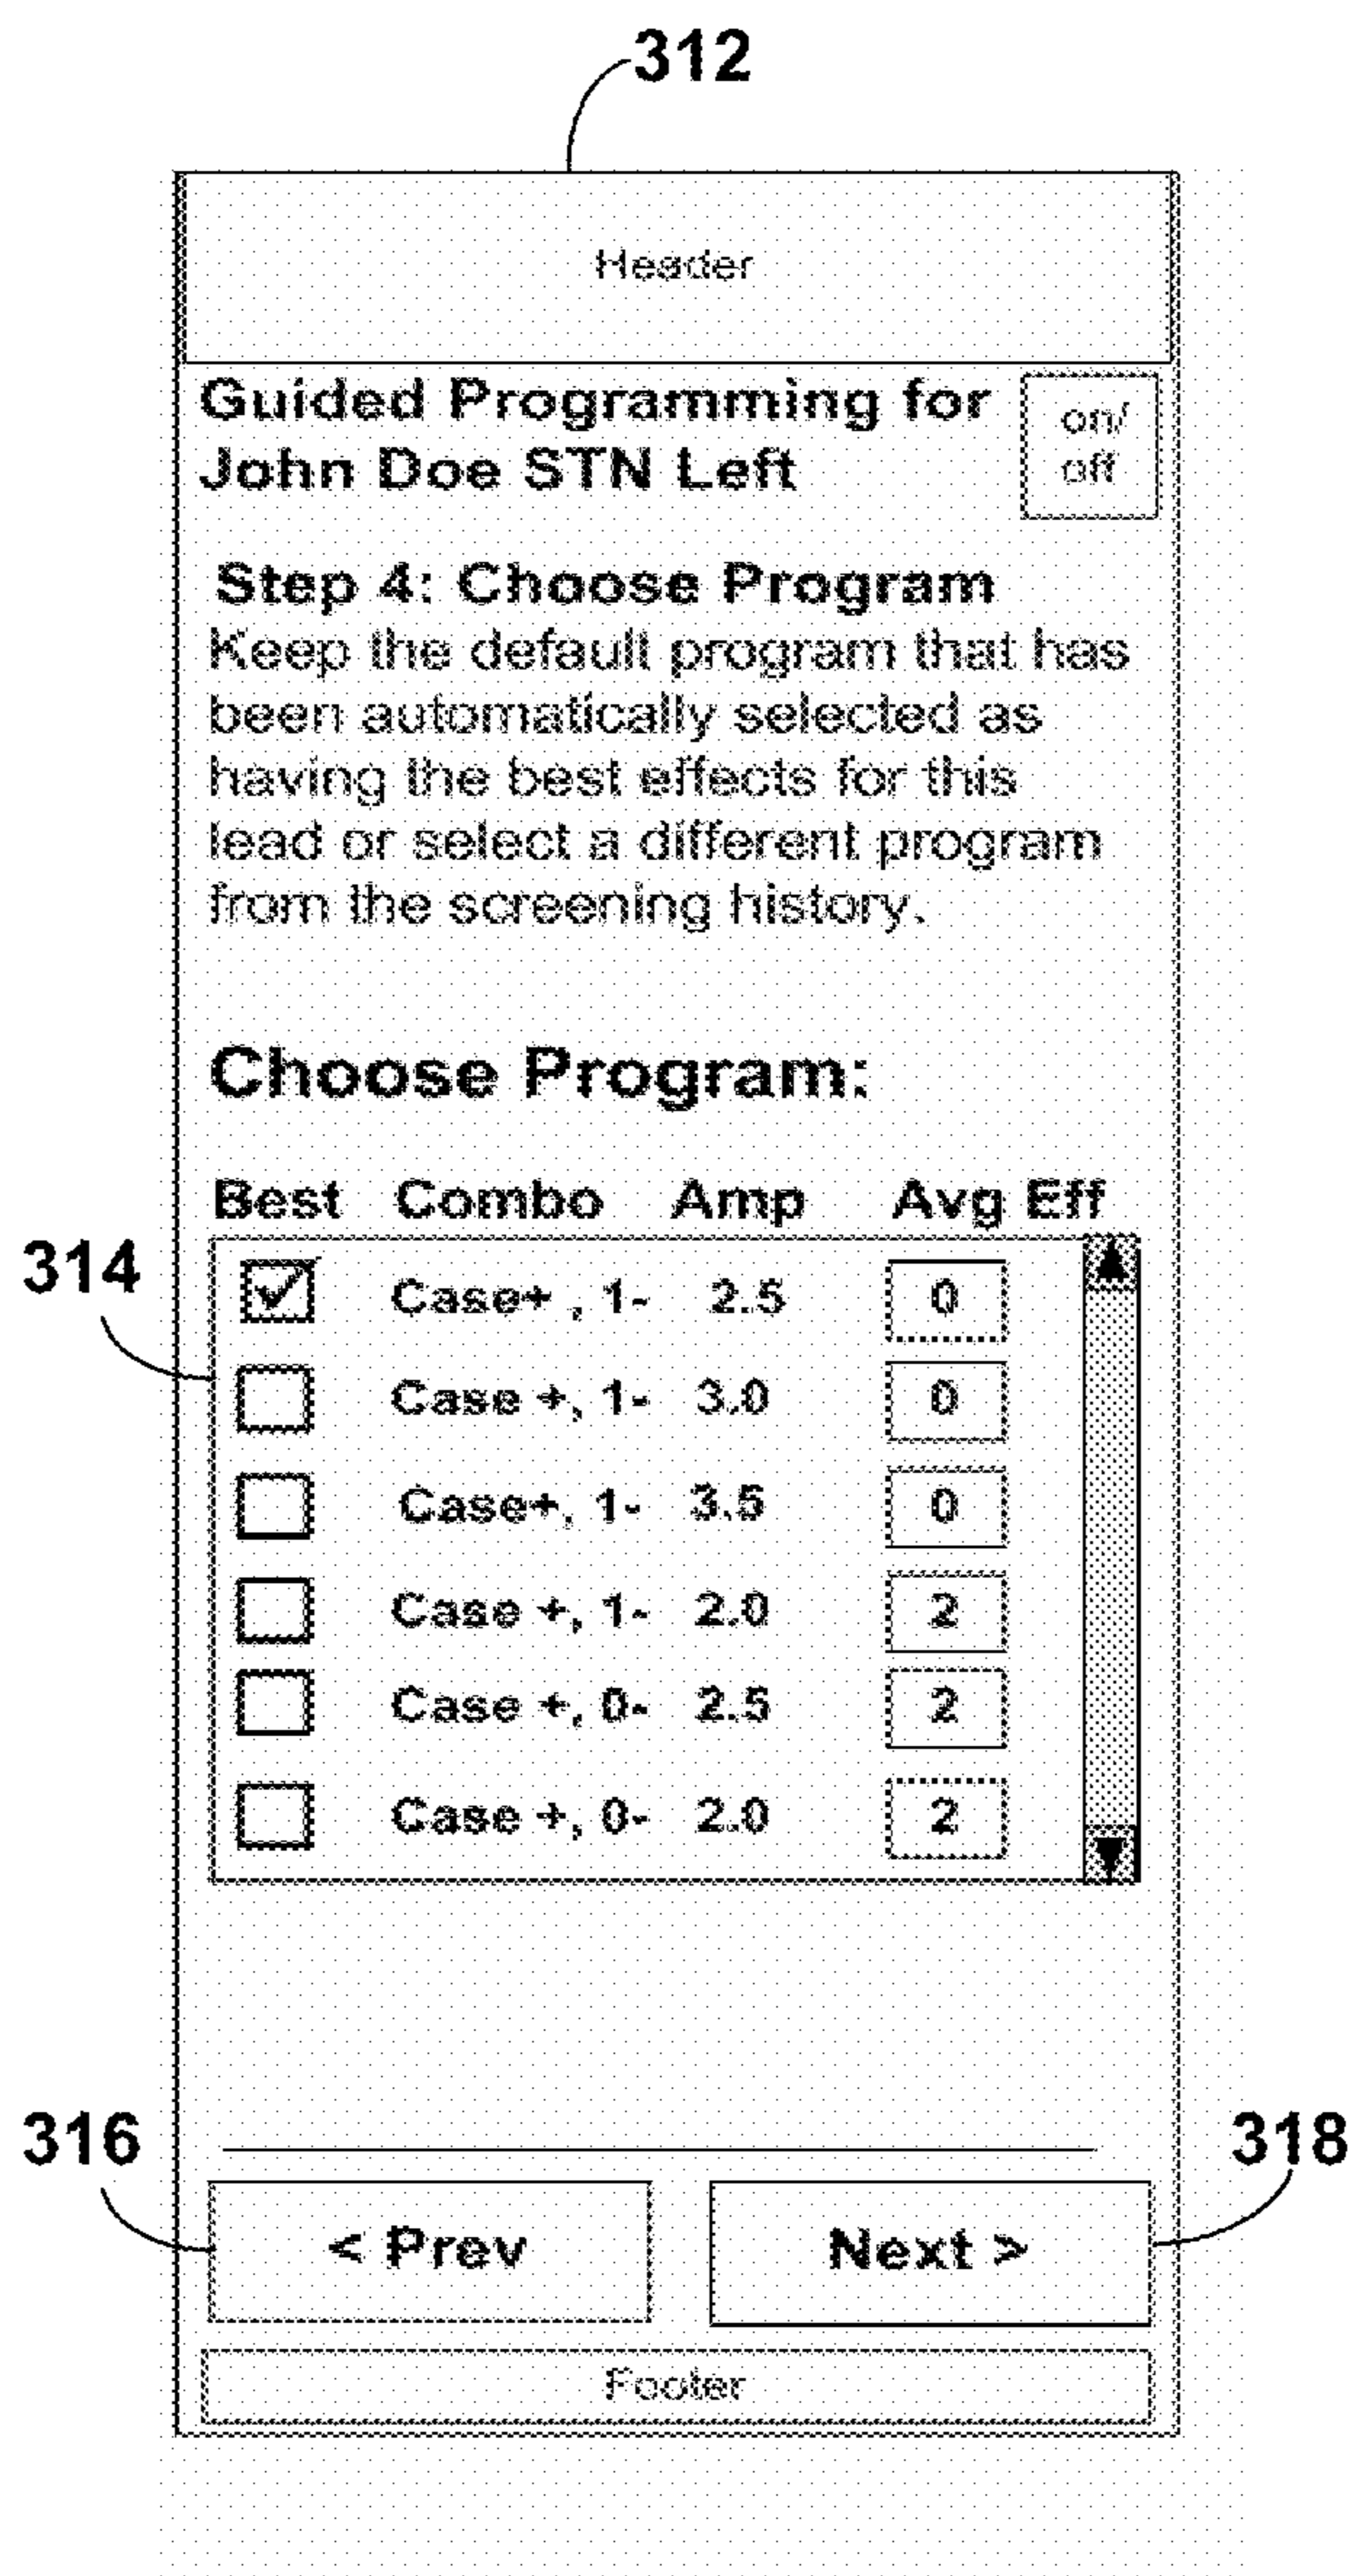 312
Header
Guided Programming for
John Doe STN Left
on/
off
Step 4: Choose Program
Keep the default program that has
been automatically selected as
having the best effects for this
lead or select a different program
from the screening history.
Choose Program:
Best Combo Amp Avg Eff
314
Case+ , 1- 2.5 0
Case +, 1- 3.0 0
Case+, 1- 3.5 0
Case +, 1- 2.0 2
Case +, 0- 2.5 2
Case +, 0- 2.0 2
316
318
< Prev
Next >
Footer